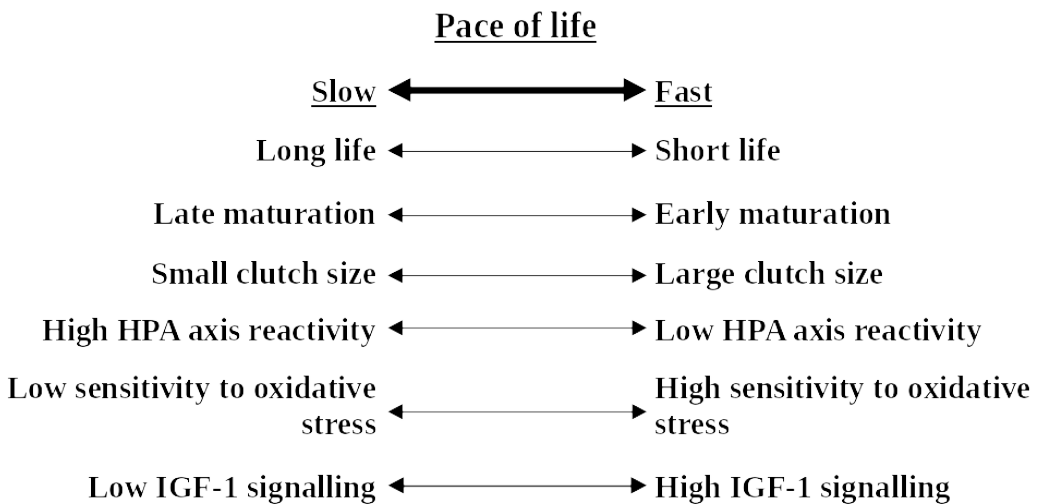 Pace of life
Slow Fast
Long life Short life
Late maturation Early maturation
Small clutch size Large clutch size
High HPA axis reactivity Low HPA axis reactivity
Low sensitivity to oxidative High sensitivity to oxidative
stress stress
Low IGF-1 signalling High IGF-1 signalling